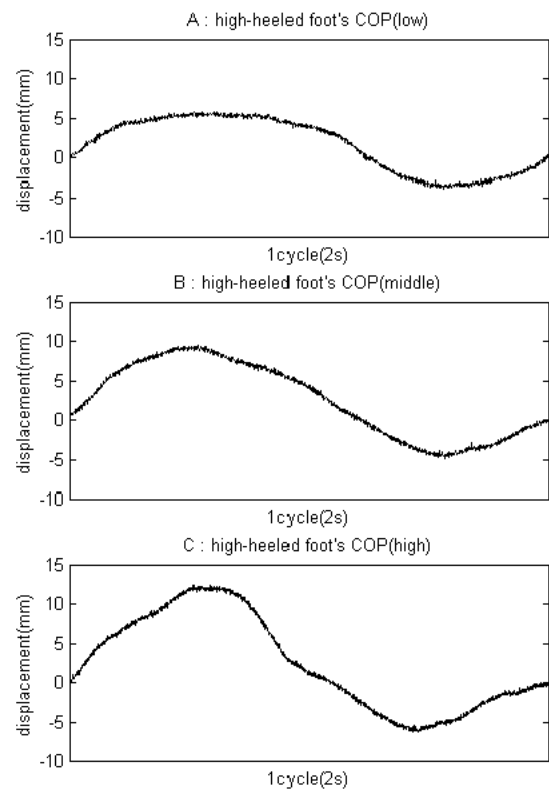 A : high-heeled foot's COP(low)
15
10
5
0
-5
-10
displacement(mm)
1cycle(2s)
B : high-heeled foot's COP(middle)
15
10
5
0
-5
-10
displacement(mm)
1cycle(2s)
C : high-heeled foot's COP(high)
15
10
5
0
-5
-10
displacement(mm)
1cycle(2s)